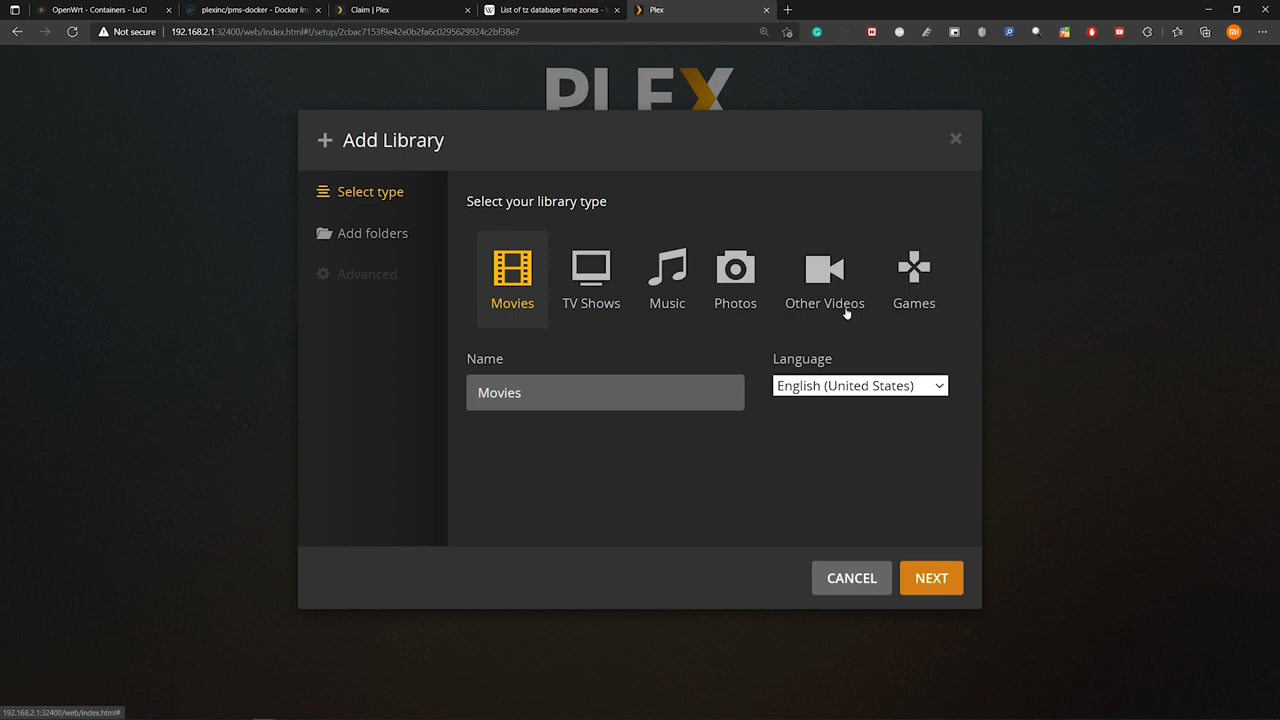 OpenWrt - Containers - LuCI
plexinc/pms-docker - Docker Im
Claim | Plex
List of tz database time zones - W
Plex
Not secure
192.168.2.1:32400/web/index.html#!/setup/2cbac7153f9e42e0b2fa6c0295629924c2bf38e7
PLEX
Add Library
Select type
Add folders
Advanced
Select your library type
Movies
TV Shows
Music
Photos
Other Videos
Games
Name
Language
Movies
English (United States)
CANCEL
NEXT
192.168.2.1:32400/web/index.html#